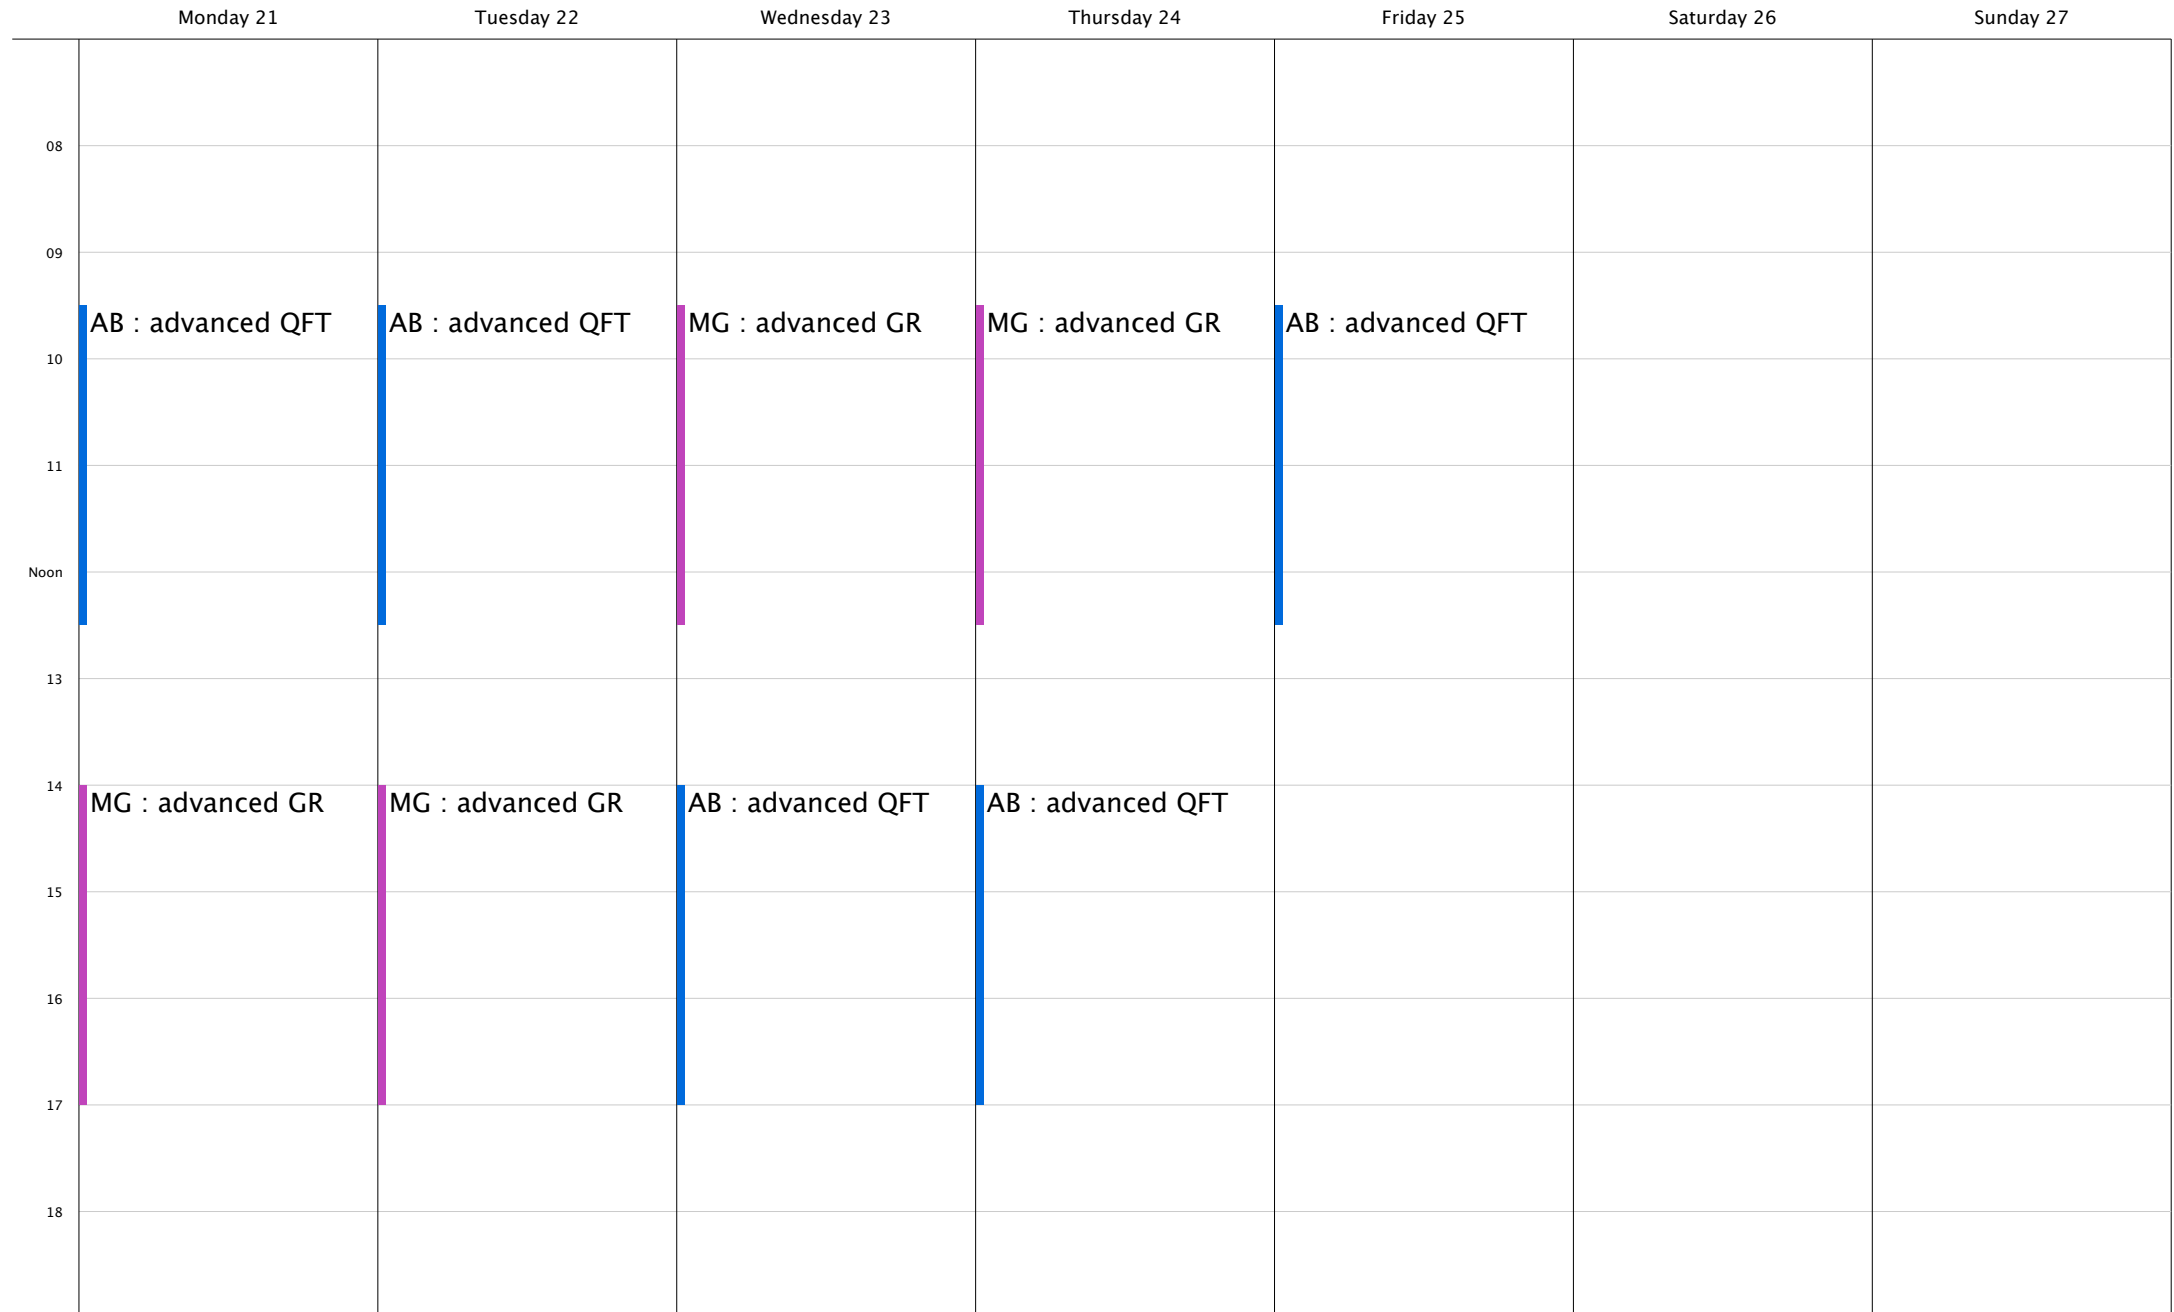 Monday 21 Tuesday 22 Wednesday 23 Thursday 24 Friday 25 Saturday 26 Sunday 27
08
09
AB : advanced QFT AB : advanced QFT MG : advanced GR MG : advanced GR AB : advanced QFT
10
11
Noon
13
14
MG : advanced GR MG : advanced GR AB : advanced QFT AB : advanced QFT
15
16
17
18